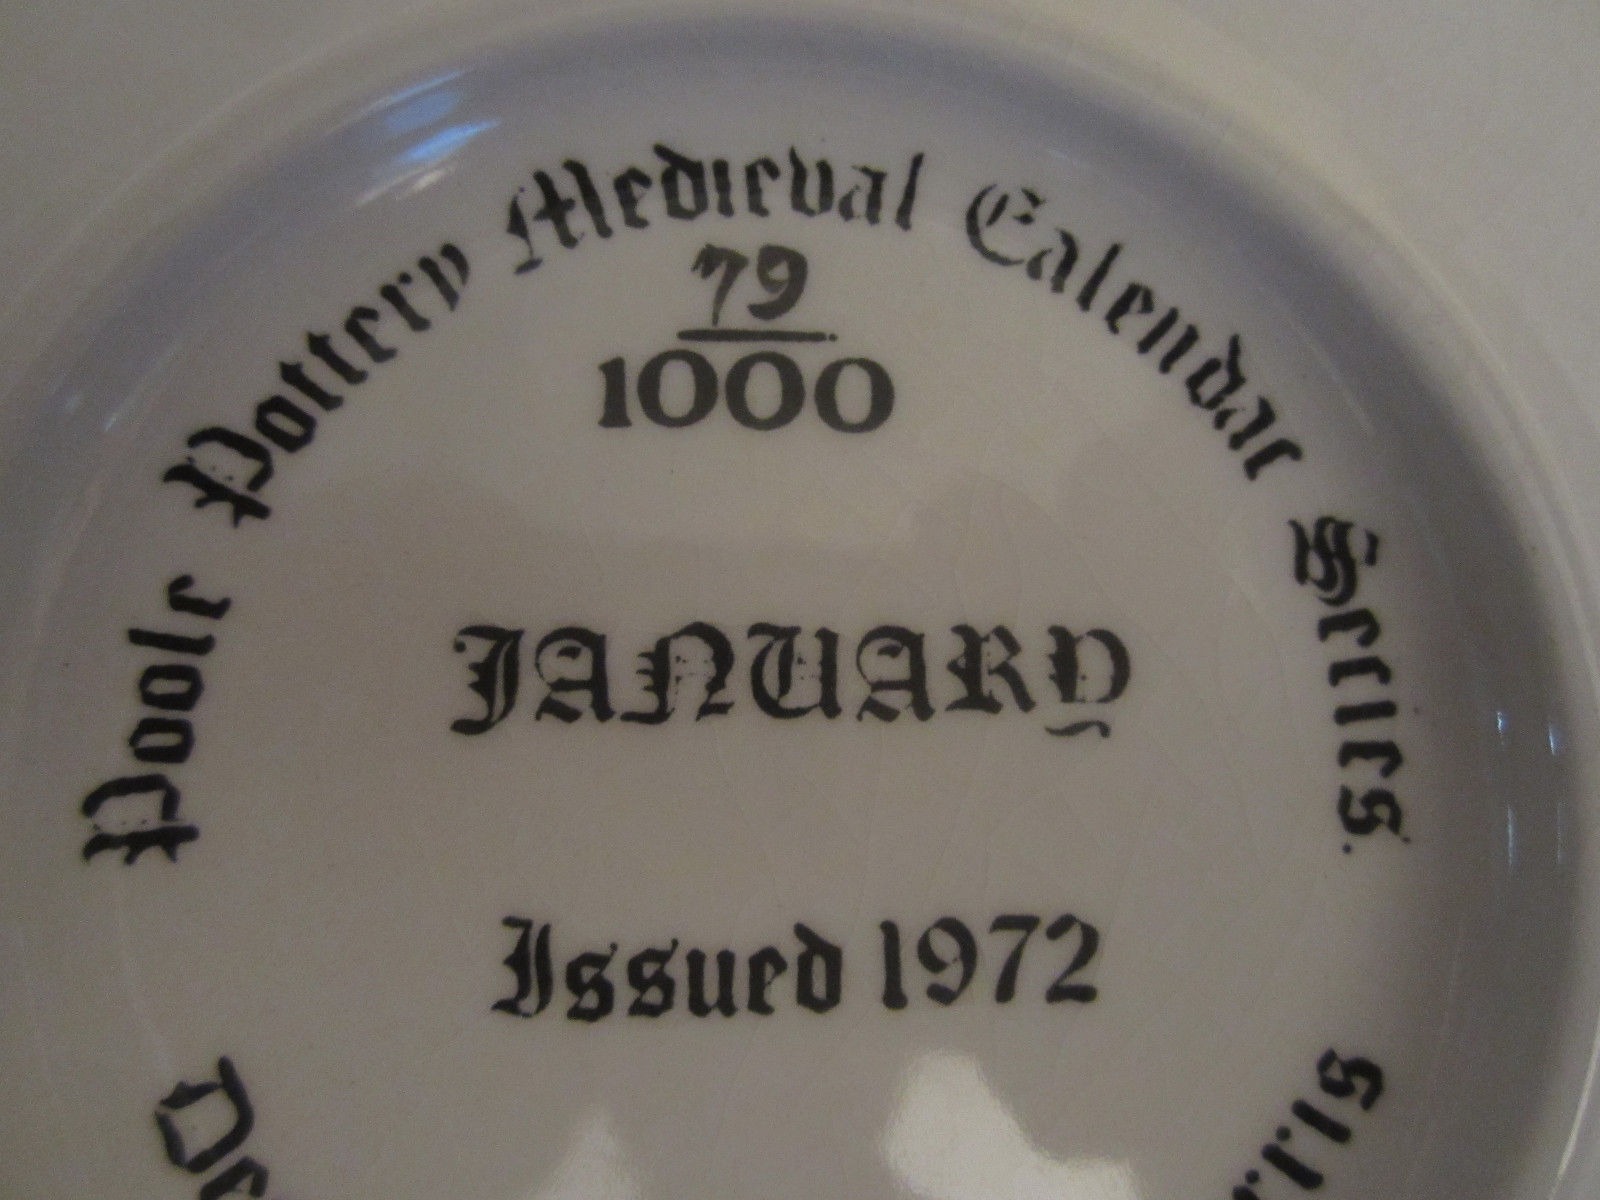 Poole Pottery Medieval Calendar Series.
79
1000
JANUARY
Issued 1972